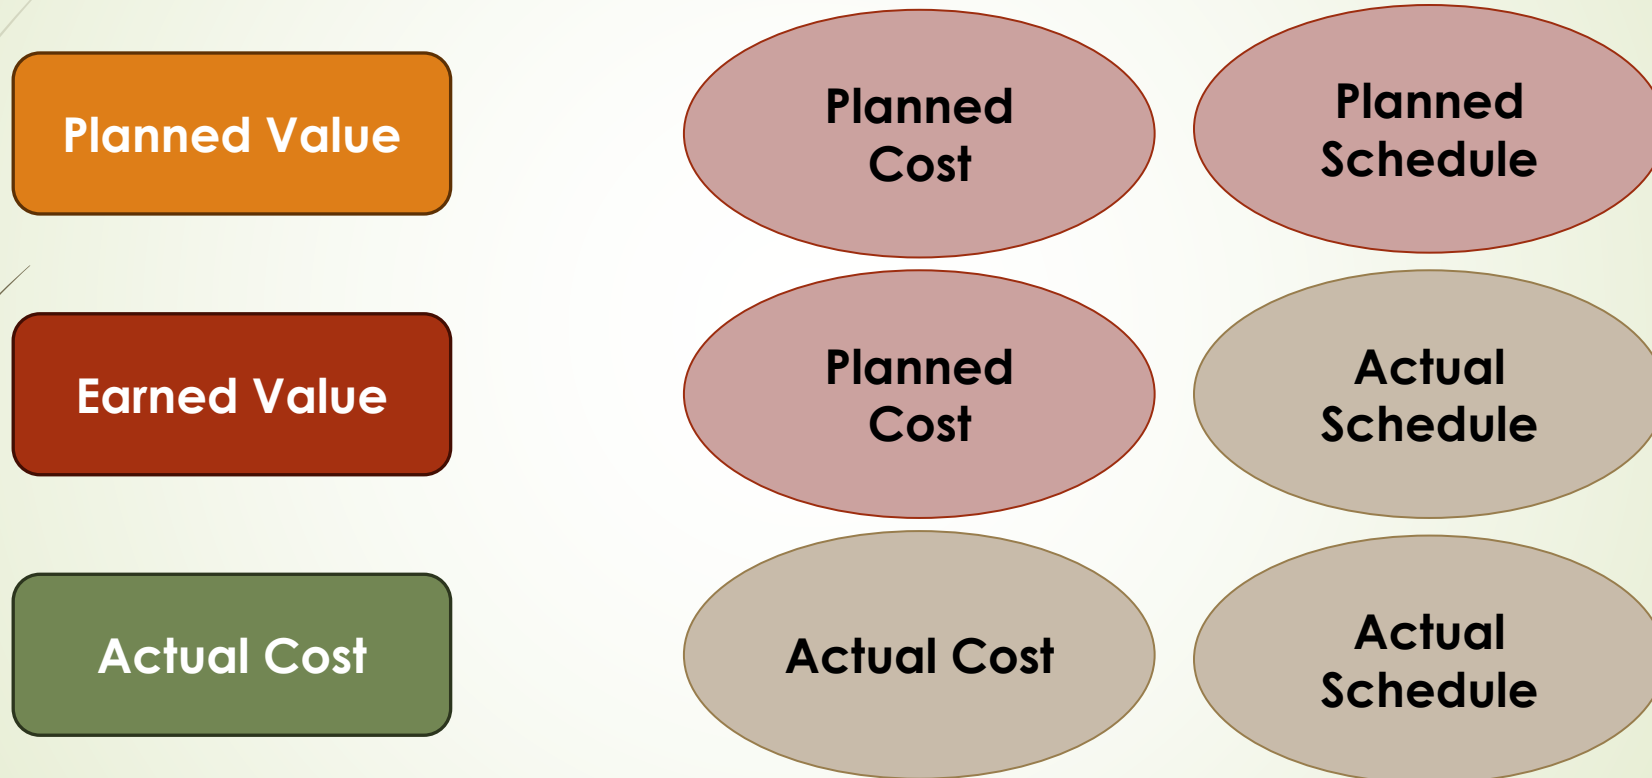 Planned Value
Planned
Cost
Planned
Schedule
Earned Value
Planned
Cost
Actual
Schedule
Actual Cost
Actual Cost
Actual
Schedule